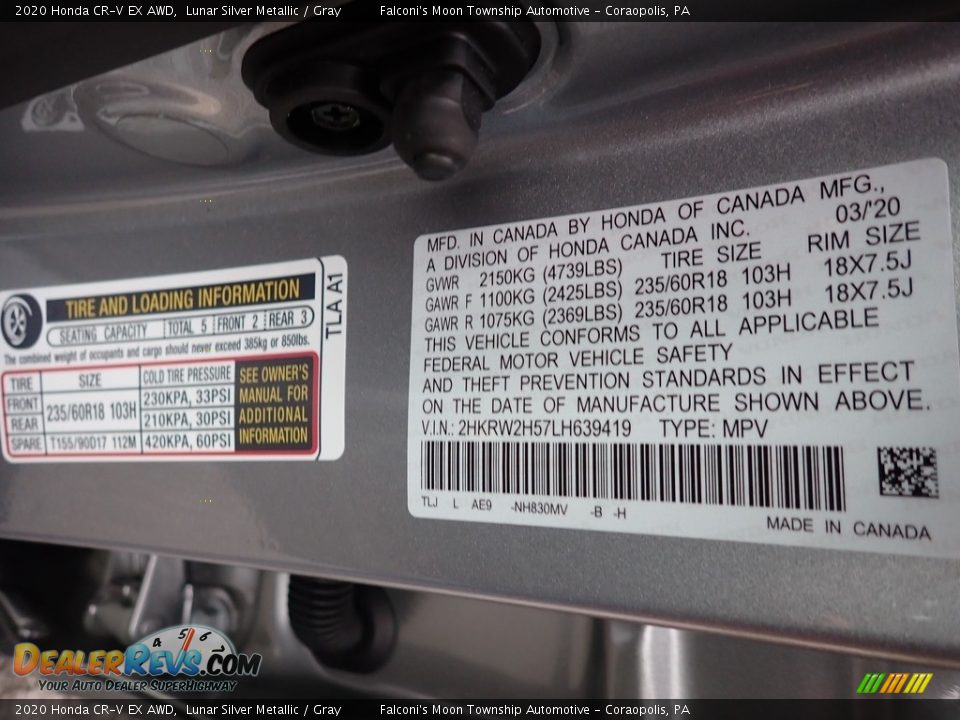 2020 Honda CR-V EX AWD, Lunar Silver Metallic / Gray Falconi's Moon Township Automotive - Coraopolis, PA
TIRE AND LOADING INFORMATION
SEATING CAPACITY TOTAL 5 FRONT 2 REAR 3
The combined weight of occupants and cargo should never exceed 385kg or 850lbs.
TIRE SIZE COLD TIRE PRESSURE
FRONT 235/60R18 103H 230KPA, 33PSI
REAR 210KPA, 30PSI
SPARE T155/90D17 112M 420KPA, 60PSI
SEE OWNER'S
MANUAL FOR
ADDITIONAL
INFORMATION
TLA A1
MFD. IN CANADA BY HONDA OF CANADA MFG.,
A DIVISION OF HONDA CANADA INC. 03/'20
GVWR 2150KG (4739LBS) TIRE SIZE RIM SIZE
GAWR F 1100KG (2425LBS) 235/60R18 103H 18X7.5J
GAWR R 1075KG (2369LBS) 235/60R18 103H 18X7.5J
THIS VEHICLE CONFORMS TO ALL APPLICABLE
FEDERAL MOTOR VEHICLE SAFETY
AND THEFT PREVENTION STANDARDS IN EFFECT
ON THE DATE OF MANUFACTURE SHOWN ABOVE.
V.I.N.: 2HKRW2H57LH639419 TYPE: MPV
TLJ L AE9 -NH830MV -B -H
MADE IN CANADA
4 5 6
DEALERREVS.COM
YOUR AUTO DEALER SUPERHIGHWAY
2020 Honda CR-V EX AWD, Lunar Silver Metallic / Gray Falconi's Moon Township Automotive - Coraopolis, PA